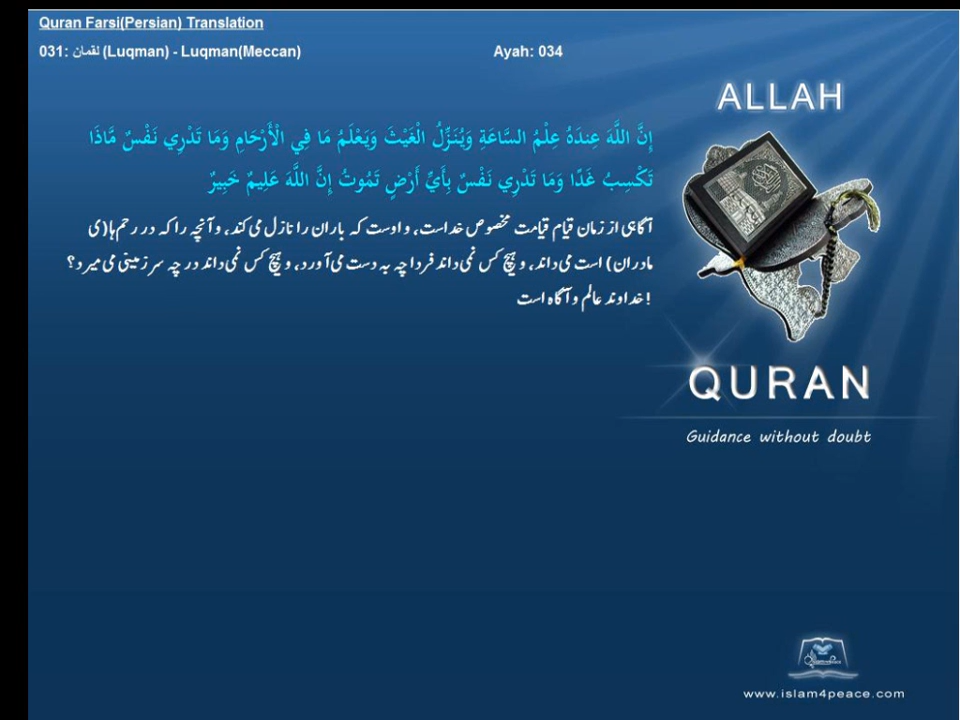 Quran Farsi(Persian) Translation
031: لقمان (Luqman) - Luqman(Meccan) Ayah: 034
ALLAH
إِنَّ اللَّهَ عِندَهُ عِلْمُ السَّاعَةِ وَيُنَزِّلُ الْغَيْثَ وَيَعْلَمُ مَا فِي الْأَرْحَامِ وَمَا تَدْرِي نَفْسٌ مَّاذَا
تَكْسِبُ غَدًا وَمَا تَدْرِي نَفْسٌ بِأَيِّ أَرْضٍ تَمُوتُ إِنَّ اللَّهَ عَلِيمٌ خَبِيرٌ
آگاهی از زمان قیام قیامت مخصوص خداست، و اوست که باران را نازل می‌کند، و آنچه را که در رحم‌ها(ی
مادران) است می‌داند، و هیچ کس نمی‌داند فردا چه به دست می‌آورد، و هیچ کس نمی‌داند در چه سرزمینی می‌میرد؟
! خداوند عالم و آگاه است
QURAN
Guidance without doubt
www.islam4peace.com